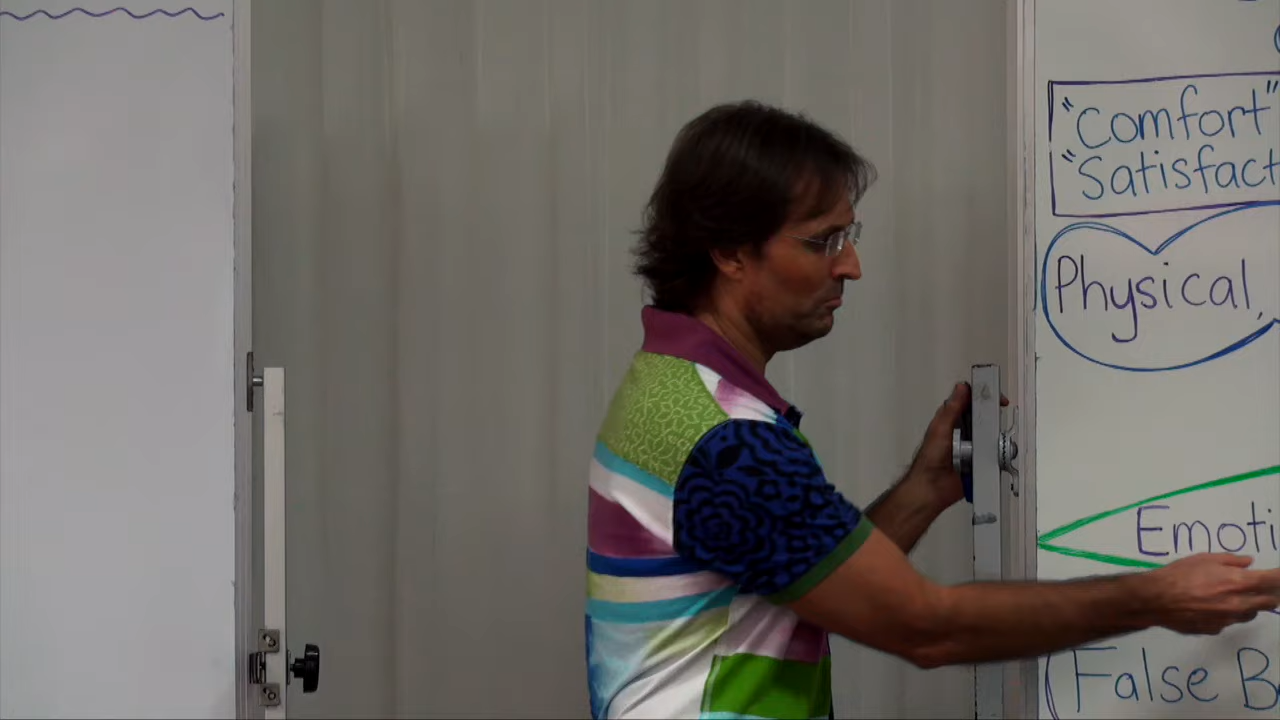 "Comfort"
"Satisfact
Physical,
Emoti
(False B